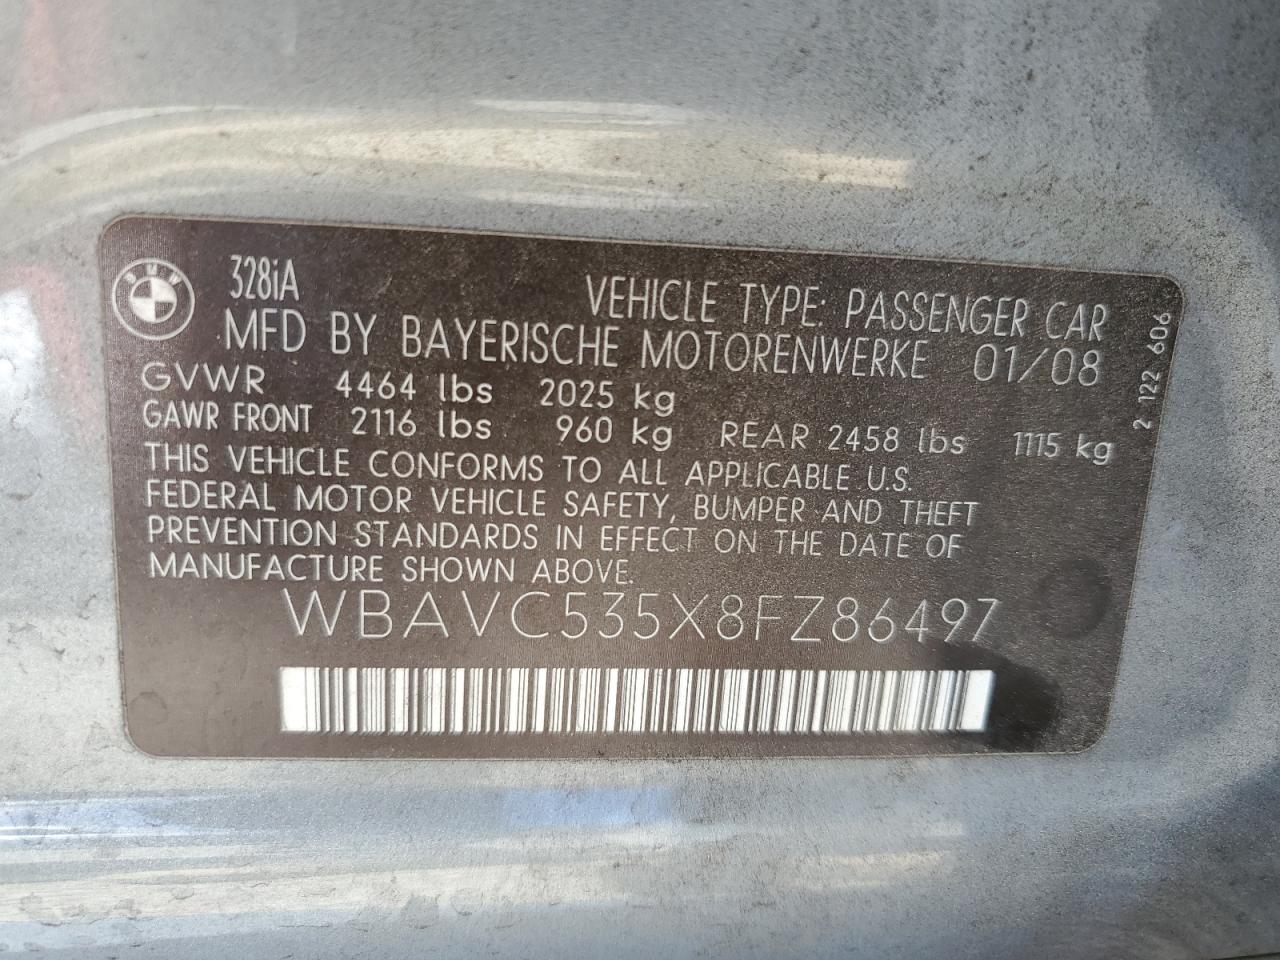 BMW
328iA VEHICLE TYPE: PASSENGER CAR
MFD BY BAYERISCHE MOTORENWERKE 01/08
GVWR 4464 lbs 2025 kg
GAWR FRONT 2116 lbs 960 kg REAR 2458 lbs 1115 kg
THIS VEHICLE CONFORMS TO ALL APPLICABLE U.S.
FEDERAL MOTOR VEHICLE SAFETY, BUMPER AND THEFT
PREVENTION STANDARDS IN EFFECT ON THE DATE OF
MANUFACTURE SHOWN ABOVE.
WBAVC535X8FZ86497
2 122 606